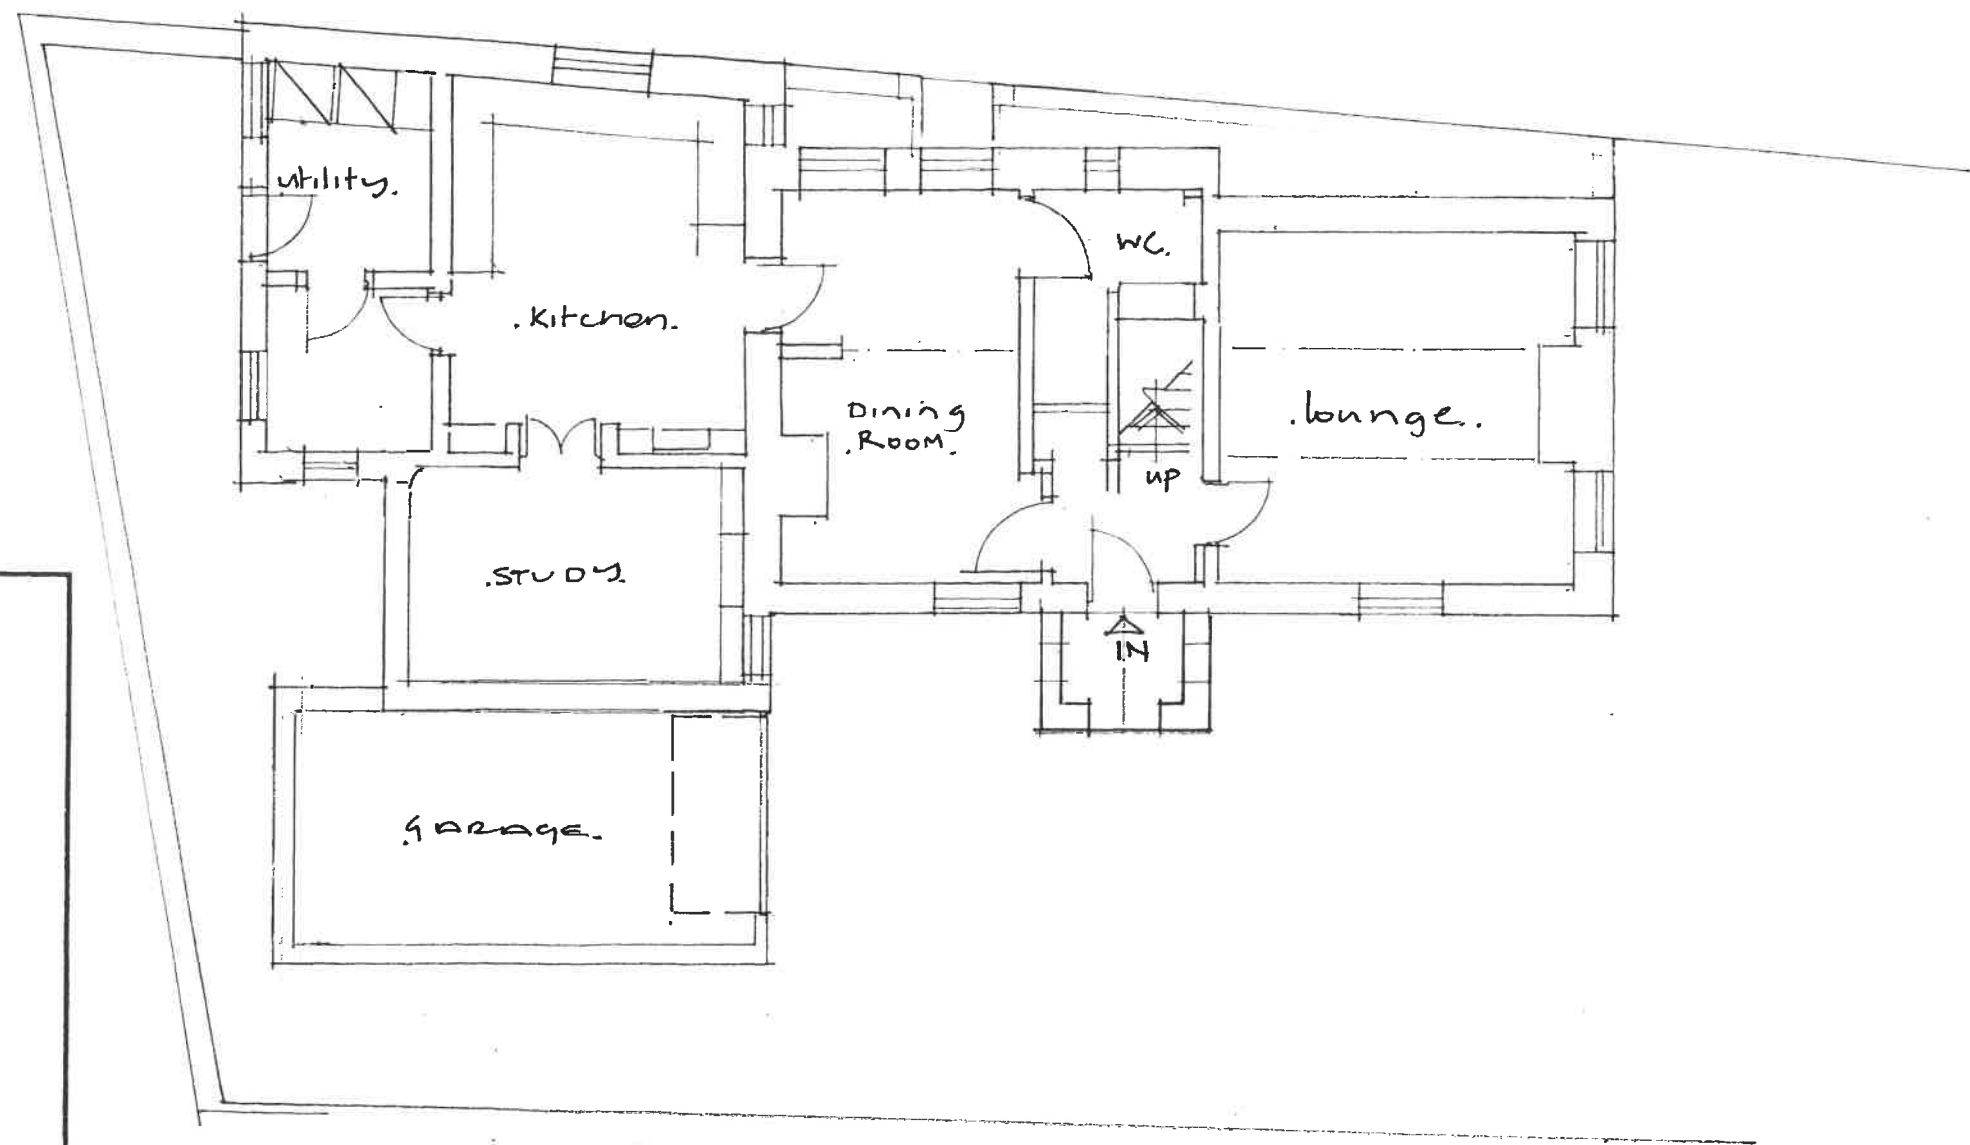 utility.
.Kitchen.
WC.
Dining
.Room.
.lounge.
UP
.STUDY.
IN
.GARAGE.